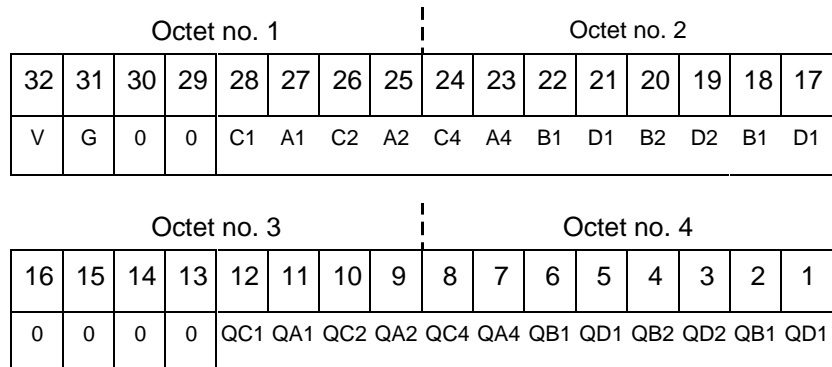 Octet no. 1 Octet no. 2
32 31 30 29 28 27 26 25 24 23 22 21 20 19 18 17
V G 0 0 C1 A1 C2 A2 C4 A4 B1 D1 B2 D2 B1 D1
Octet no. 3 Octet no. 4
16 15 14 13 12 11 10 9 8 7 6 5 4 3 2 1
0 0 0 0 QC1 QA1 QC2 QA2 QC4 QA4 QB1 QD1 QB2 QD2 QB1 QD1